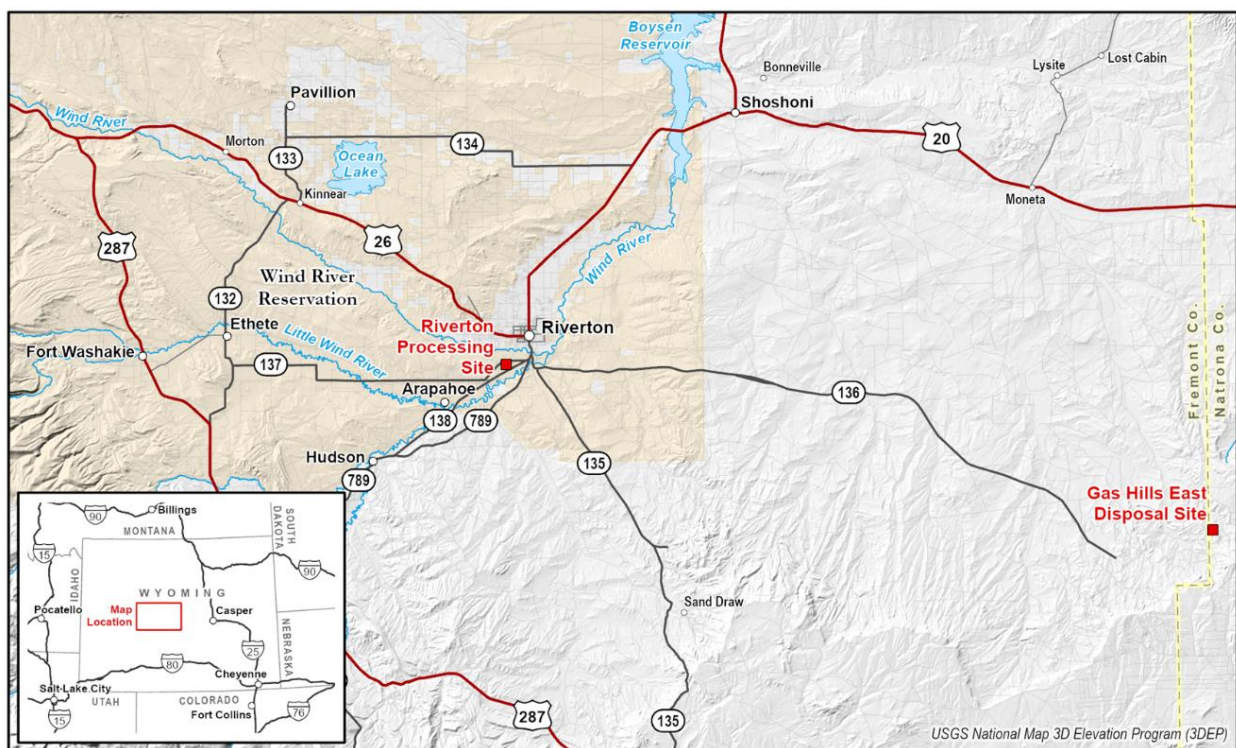 Boysen
Reservoir
Bonneville
Lysite
Lost Cabin
Pavillion
Shoshoni
Wind River
Morton
133
Ocean
Lake
134
20
Kinnear
Moneta
287
26
Wind River
Wind River
Reservation
132
Ethete
Riverton
Processing
Site
Riverton
Little Wind River
Fort Washakie
137
Arapahoe
138
789
136
Fremont Co.
Natrona Co.
Hudson
789
135
Gas Hills East
Disposal Site
Sand Draw
287
135
90
Billings
MONTANA
SOUTH
DAKOTA
15
IDAHO
90
WYOMING
Pocatello
Map
Location
Casper
25
NEBRASKA
80
Cheyenne
Salt Lake City
UTAH
COLORADO
Fort Collins
15
76
USGS National Map 3D Elevation Program (3DEP)